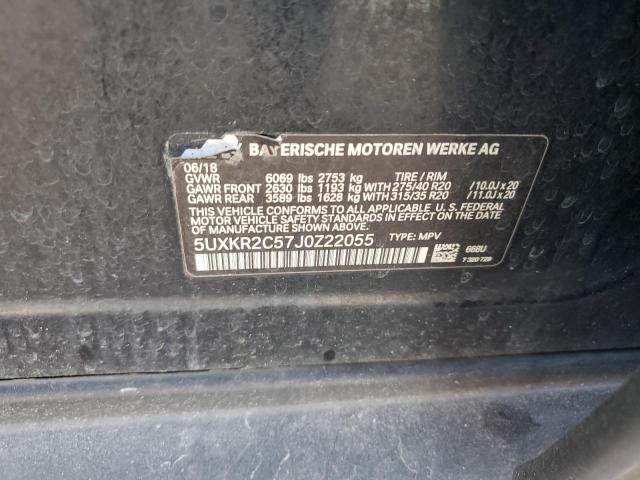 BAYERISCHE MOTOREN WERKE AG
06/18
GVWR 6069 lbs 2753 kg TIRE / RIM
GAWR FRONT 2630 lbs 1193 kg WITH 275/40 R20 / 10.0J x 20
GAWR REAR 3589 lbs 1628 kg WITH 315/35 R20 / 11.0J x 20
THIS VEHICLE CONFORMS TO ALL APPLICABLE U. S. FEDERAL
MOTOR VEHICLE SAFETY STANDARDS IN EFFECT ON THE DATE OF
MANUFACTURE SHOWN ABOVE.
5UXKR2C57J0Z22055 TYPE: MPV
668U
7 320 729